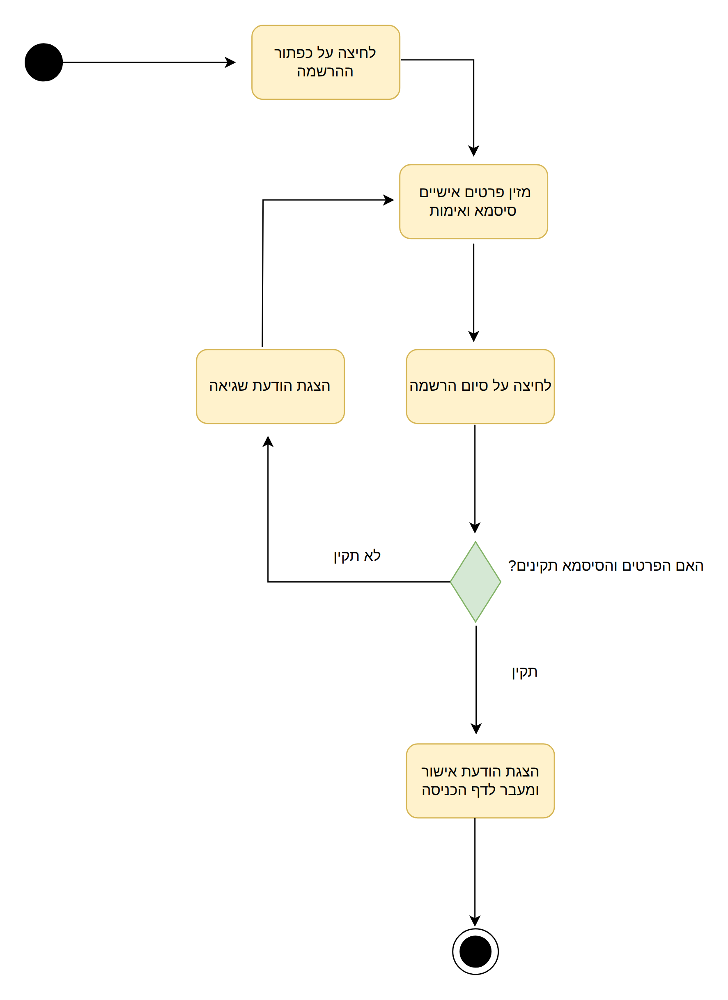 לחיצה על כפתור
ההרשמה
מזין פרטים אישיים
סיסמא ואימות
לחיצה על סיום הרשמה
הצגת הודעת שגיאה
לא תקין
האם הפרטים והסיסמא תקינים?
תקין
הצגת הודעת אישור
ומעבר לדף הכניסה